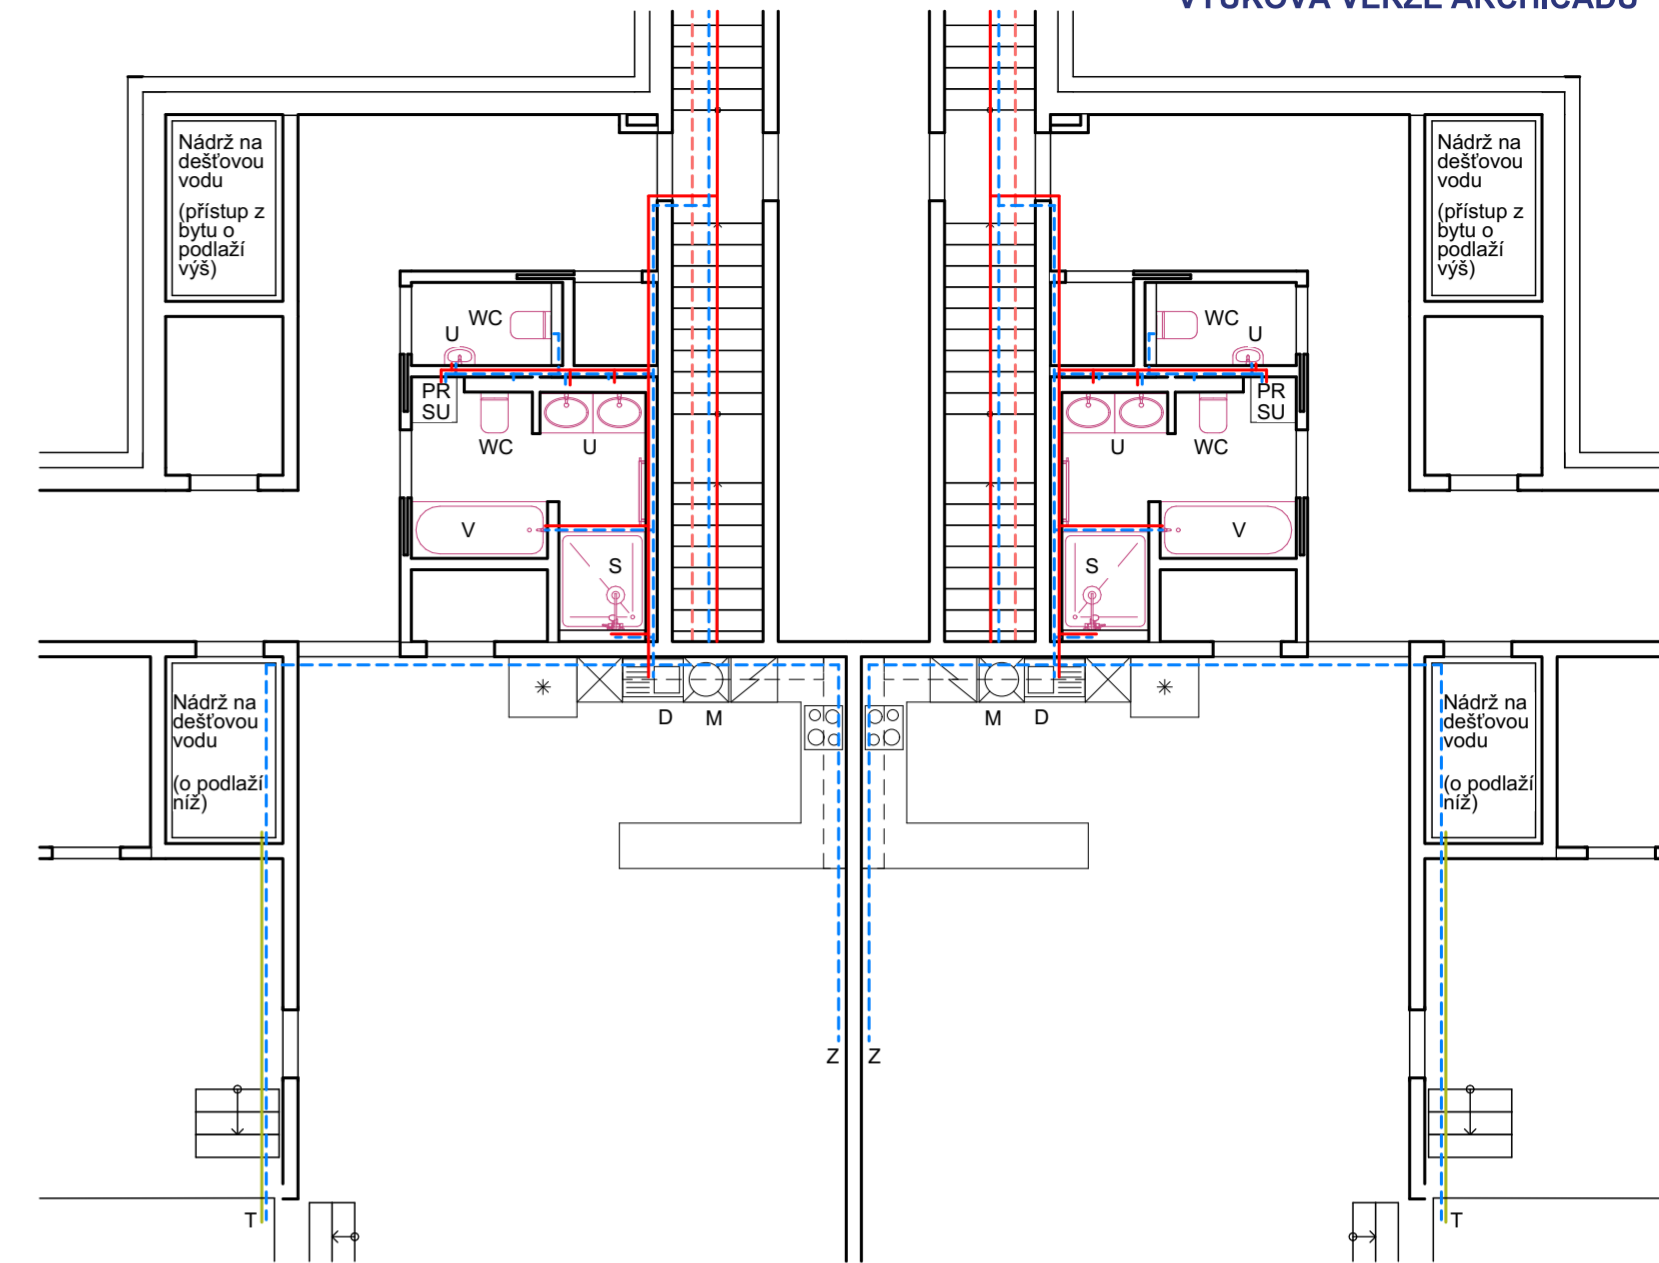 VÝUKOVÁ VERZE ARCHICADU
Nádrž na
dešťovou
vodu
(přístup z
bytu o
podlaží
výš)
Nádrž na
dešťovou
vodu
(přístup z
bytu o
podlaží
výš)
WC
U
WC
U
PR
SU
PR
SU
WC
U
U
WC
V
S
S
V
Nádrž na
dešťovou
vodu
(o podlaží
níž)
Nádrž na
dešťovou
vodu
(o podlaží
níž)
D
M
M
D
Z
Z
T
T